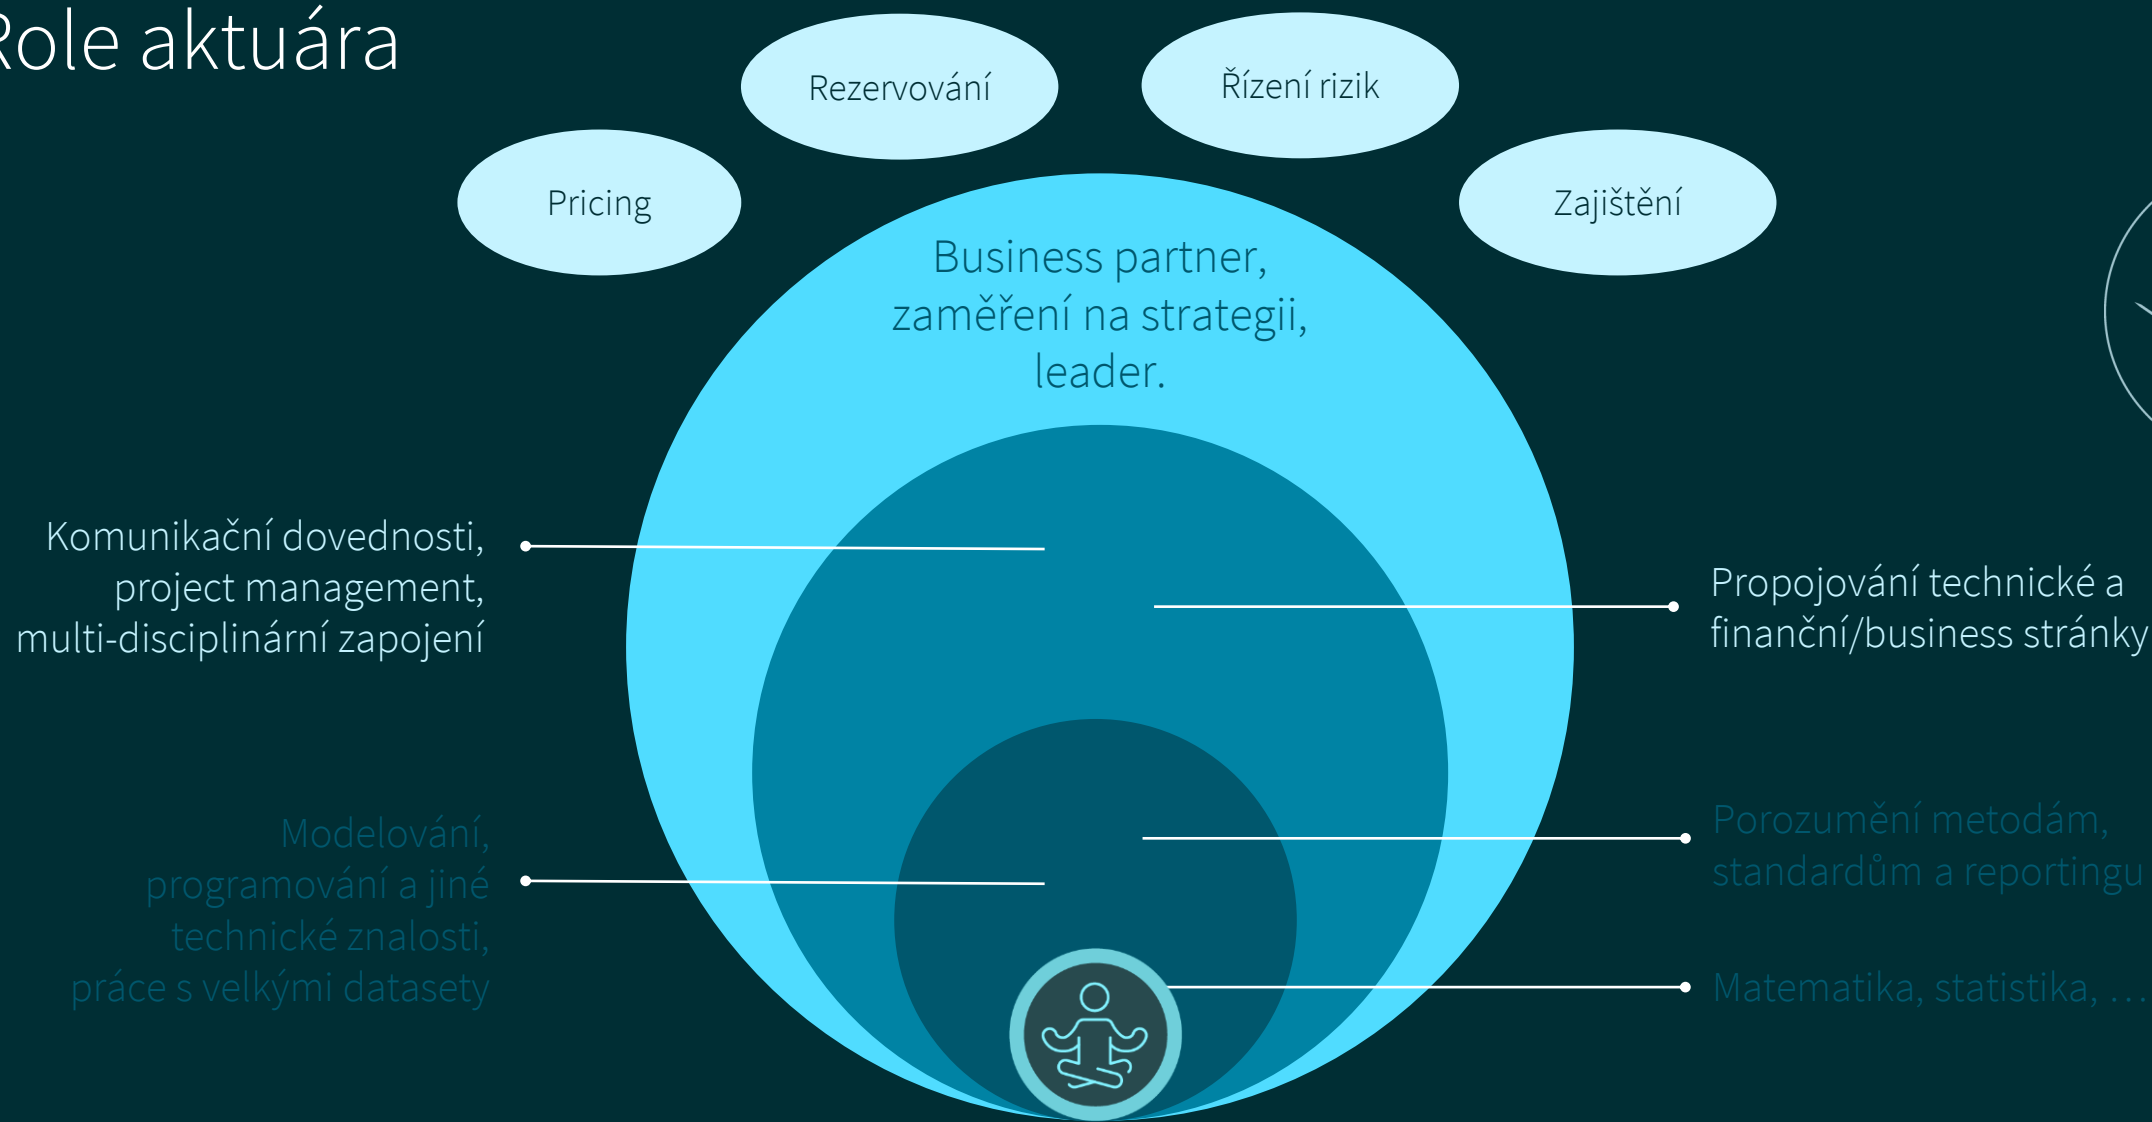 Role aktuára
Rezervování
Řízení rizik
Pricing
Zajištění
Business partner,
zaměření na strategii,
leader.
Komunikační dovednosti,
project management,
multi-disciplinární zapojení
Propojování technické a
finanční/business stránky
Modelování,
programování a jiné
technické znalosti,
práce s velkými datasety
Porozumění metodám,
standardům a reportingu
Matematika, statistika, …